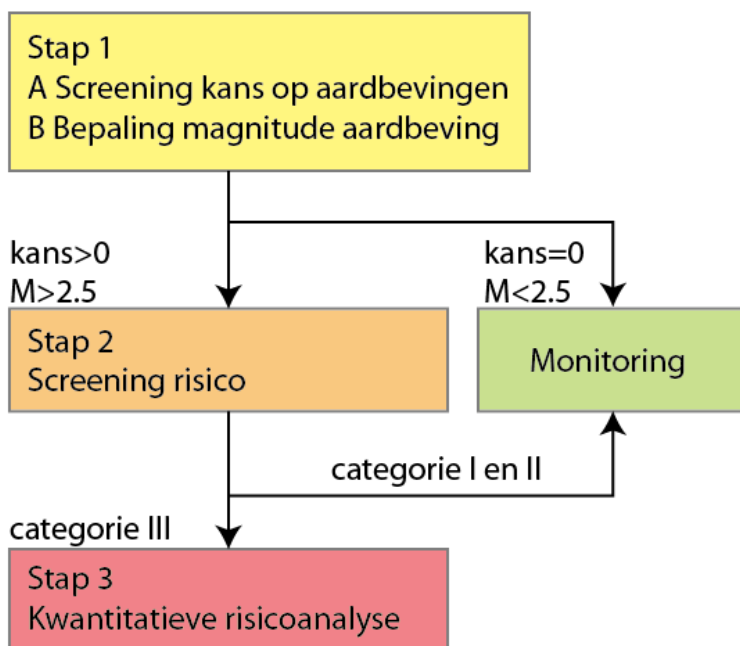 Stap 1
A Screening kans op aardbevingen
B Bepaling magnitude aardbeving
kans>0
M>2.5
kans=0
M<2.5
Stap 2
Screening risico
Monitoring
categorie I en II
categorie III
Stap 3
Kwantitatieve risicoanalyse